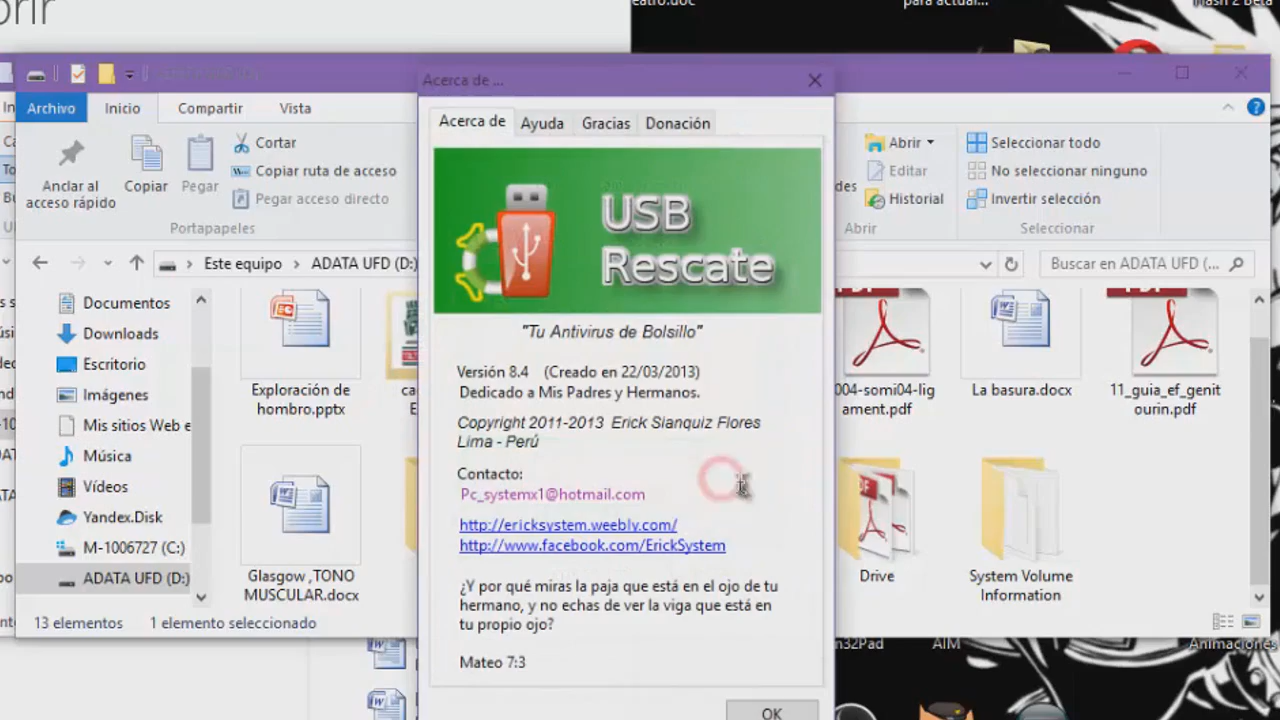 para actual...
Acerca de ...
Archivo
Inicio
Compartir
Vista
Acerca de
Ayuda
Gracias
Donación
Anclar al
acceso rápido
Copiar
Pegar
Cortar
Copiar ruta de acceso
Pegar acceso directo
Portapapeles
Abrir
Editar
Historial
Abrir
Seleccionar todo
No seleccionar ninguno
Invertir selección
Seleccionar
Este equipo
ADATA UFD (D:)
Buscar en ADATA UFD (...
Documentos
Downloads
Escritorio
Imágenes
Mis sitios Web e
Música
Vídeos
Yandex.Disk
M-1006727 (C:)
ADATA UFD (D:)
Exploración de
hombro.pptx
Glasgow ,TONO
MUSCULAR.docx
USB
Rescate
"Tu Antivirus de Bolsillo"
Versión 8.4 (Creado en 22/03/2013)
Dedicado a Mis Padres y Hermanos.
Copyright 2011-2013 Erick Sianquiz Flores
Lima - Perú
Contacto:
Pc_systemx1@hotmail.com
http://ericksystem.weebly.com/
http://www.facebook.com/ErickSystem
¿Y por qué miras la paja que está en el ojo de tu
hermano, y no echas de ver la viga que está en
tu propio ojo?
Mateo 7:3
OK
004-somi04-lig
ament.pdf
La basura.docx
11_guia_ef_genit
ourin.pdf
Drive
System Volume
Information
13 elementos
1 elemento seleccionado
AIM
Animaciones